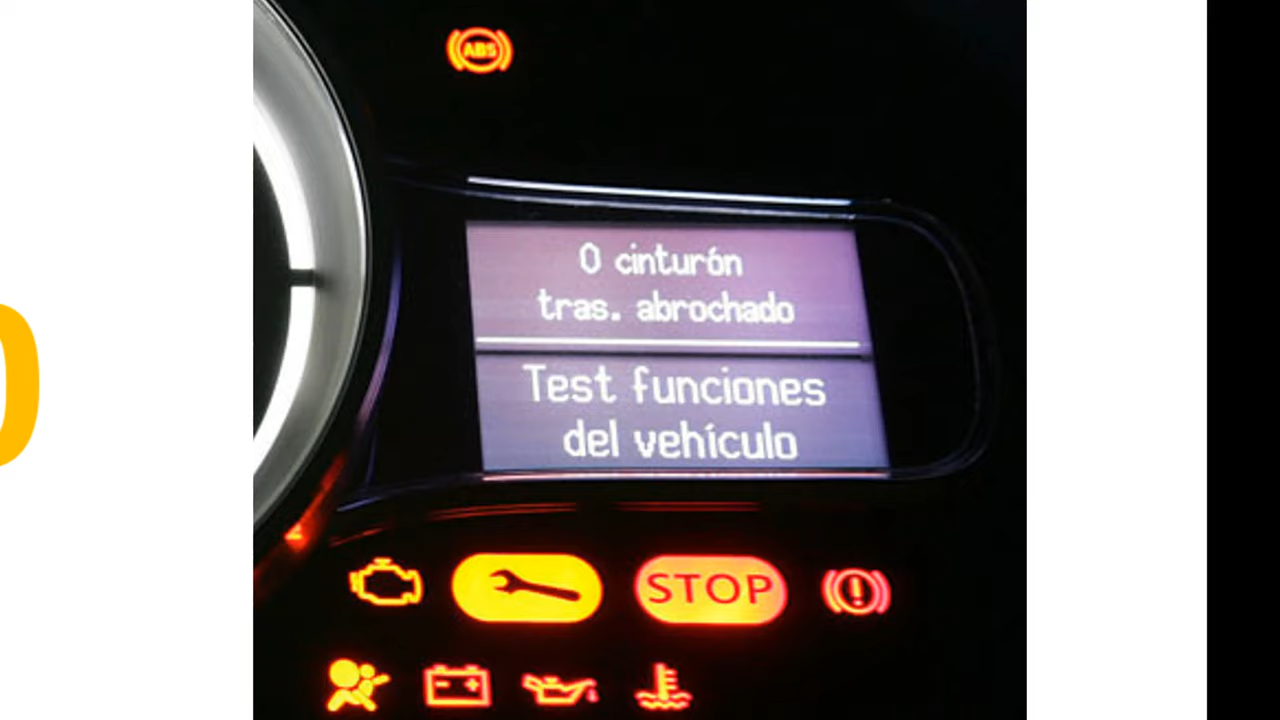 ABS
0 cinturón
tras. abrochado
Test funciones
del vehículo
STOP